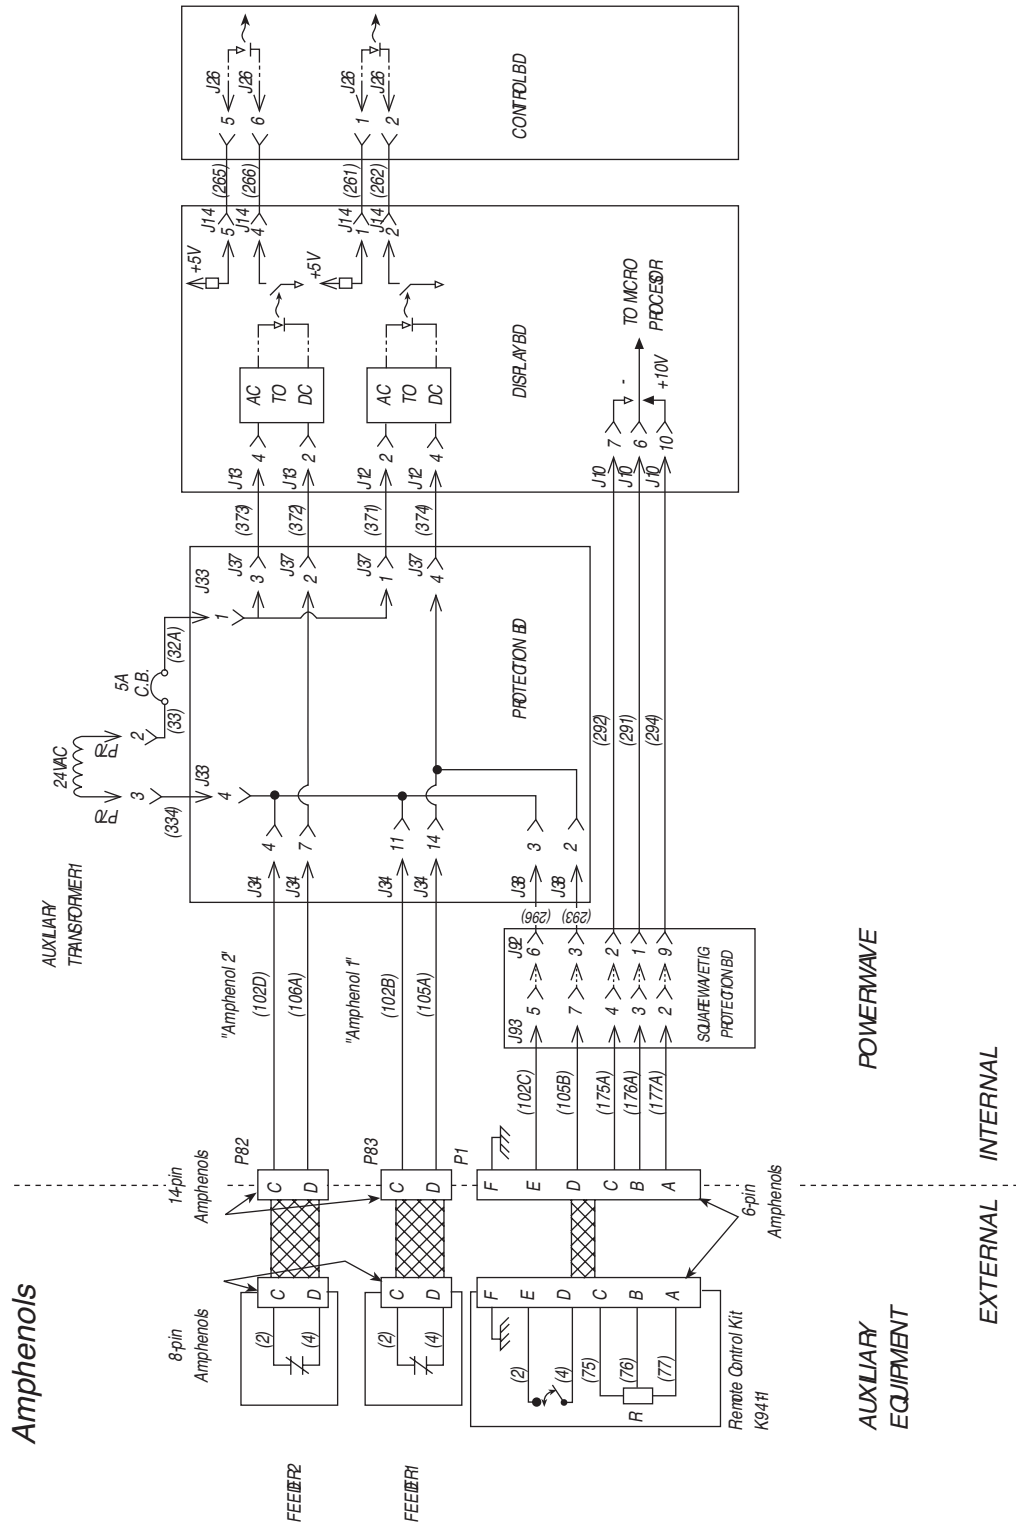 Amphenols
AUXILIARY
TRANSFORMER1
24VAC
P70
P70
3
2
5A
C.B.
(334)
(33)
(32A)
J33
4
J33
1
8-pin
Amphenols
14-pin
Amphenols
P82
"Amphenol 2"
FEEDER2
(2)
(4)
C
D
C
D
(102D)
(106A)
J34
4
J34
7
J37
3
J37
2
(373)
(372)
J13
4
J13
2
AC
TO
DC
+5V
J14
5
J14
4
(265)
(266)
5
J26
6
J26
P83
"Amphenol 1"
FEEDER1
(2)
(4)
C
D
C
D
(102B)
(105A)
J34
11
J34
14
J37
1
J37
4
(371)
(374)
J12
2
J12
4
AC
TO
DC
+5V
J14
1
J14
2
(261)
(262)
1
J26
2
J26
P1
F
E
D
C
B
A
F
E
D
C
B
A
(2)
(4)
(75)
(76)
(77)
R
Remote Control Kit
K941-1
6-pin
Amphenols
(102C)
(105B)
(175A)
(176A)
(177A)
J93
J92
5
6
7
3
4
2
3
1
2
9
SQUARE WAVE TIG
PROTECTION BD
(296)
(293)
J38
3
J38
2
PROTECTION BD
(292)
(291)
(294)
J10
7
J10
6
J10
10
-
+10V
TO MICRO
PROCESSOR
DISPLAY BD
CONTROL BD
AUXILIARY
EQUIPMENT
POWERWAVE
EXTERNAL
INTERNAL